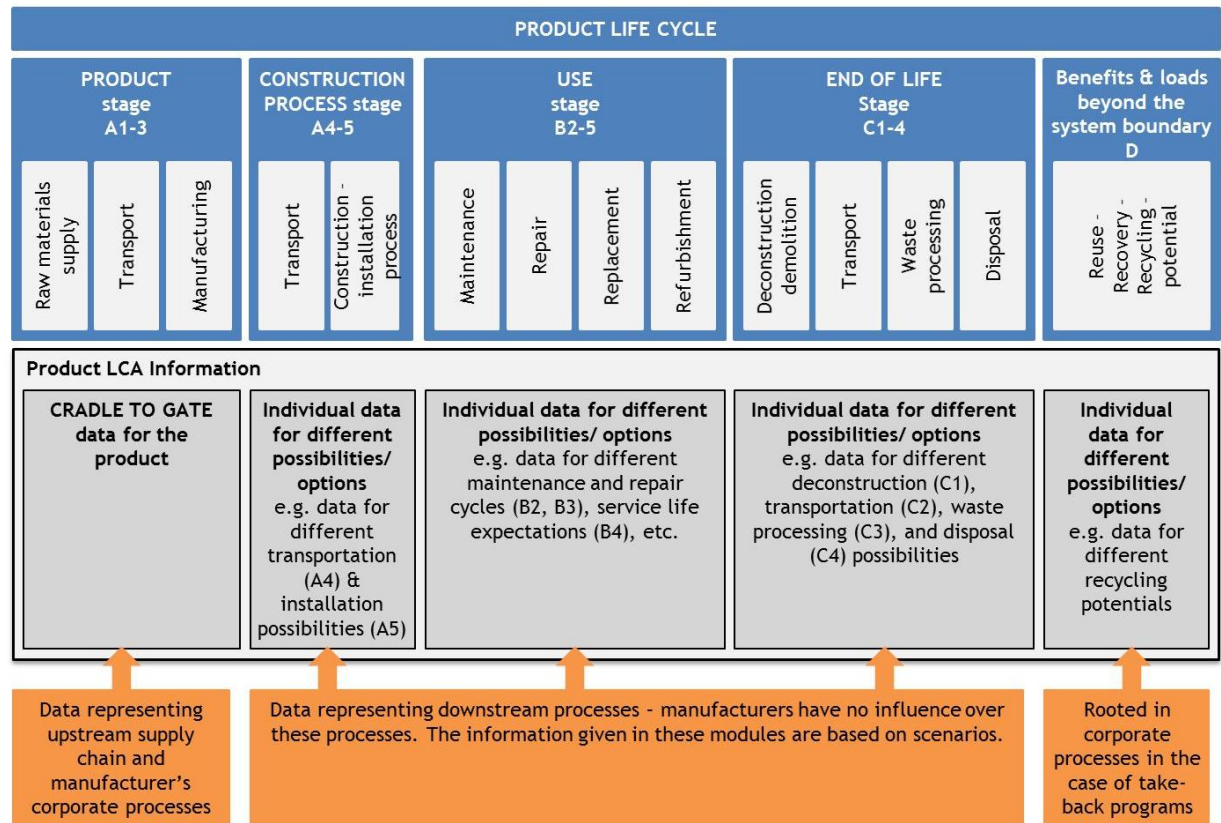 PRODUCT LIFE CYCLE
PRODUCT
stage
A1-3
CONSTRUCTION
PROCESS stage
A4-5
USE
stage
B2-5
END OF LIFE
Stage
C1-4
Benefits & loads
beyond the
system boundary
D
Raw materials
supply
Transport
Manufacturing
Transport
Construction -
installation
process
Maintenance
Repair
Replacement
Refurbishment
Deconstruction
demolition
Transport
Waste
processing
Disposal
Reuse -
Recovery -
Recycling -
potential
Product LCA Information
CRADLE TO GATE
data for the
product
Individual data
for different
possibilities/
options
e.g. data for
different
transportation
(A4) &
installation
possibilities (A5)
Individual data for different
possibilities/ options
e.g. data for different
maintenance and repair
cycles (B2, B3), service life
expectations (B4), etc.
Individual data for different
possibilities/ options
e.g. data for different
deconstruction (C1),
transportation (C2), waste
processing (C3), and disposal
(C4) possibilities
Individual
data for
different
possibilities/
options
e.g. data for
different
recycling
potentials
Data representing
upstream supply
chain and
manufacturer's
corporate processes
Data representing downstream processes – manufacturers have no influence over
these processes. The information given in these modules are based on scenarios.
Rooted in
corporate
processes in the
case of take-
back programs